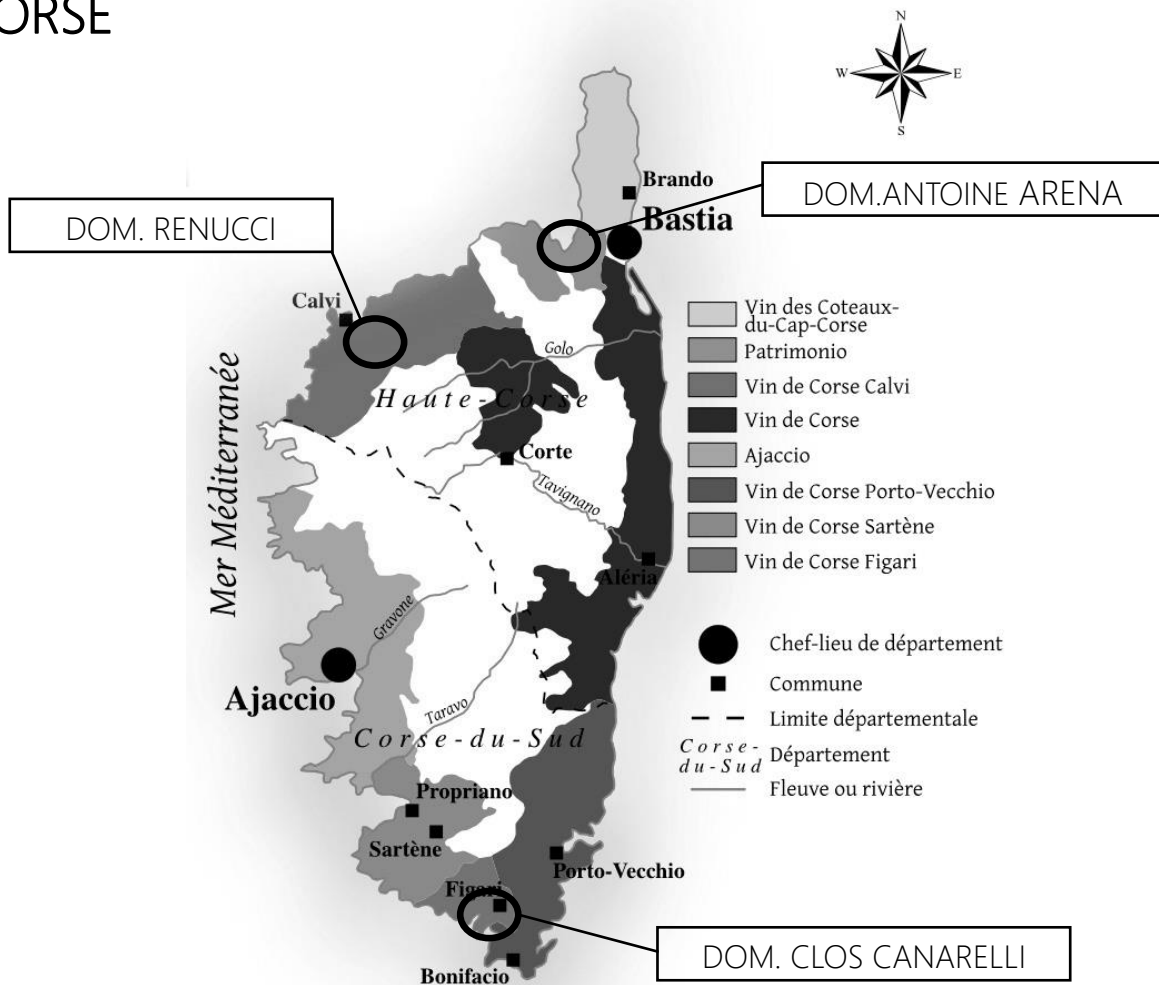 ORSE
N
W E
S
Brando
Bastia
DOM.ANTOINE ARENA
DOM. RENUCCI
Calvi
Golo
Haute-Corse
Mer Méditerranée
Corte
Tavignano
Aléria
Vin des Coteaux-
du-Cap-Corse
Patrimonio
Vin de Corse Calvi
Vin de Corse
Ajaccio
Vin de Corse Porto-Vecchio
Vin de Corse Sartène
Vin de Corse Figari
Chef-lieu de département
Commune
Limite départementale
Corse-
du-Sud
Département
Fleuve ou rivière
Gravone
Ajaccio
Taravo
Corse-du-Sud
Propriano
Sartène
Porto-Vecchio
Figari
Bonifacio
DOM. CLOS CANARELLI